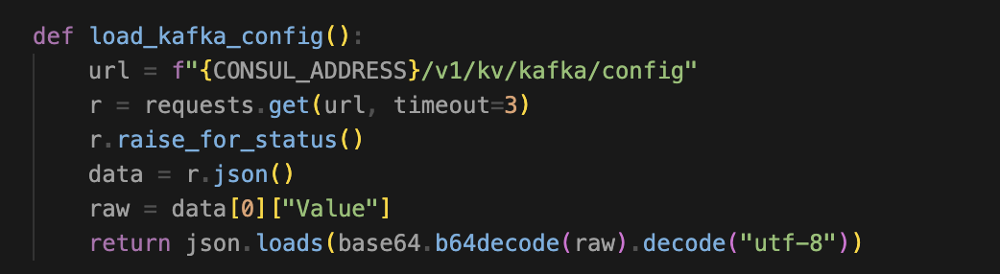 def load_kafka_config():
    url = f"{CONSUL_ADDRESS}/v1/kv/kafka/config"
    r = requests.get(url, timeout=3)
    r.raise_for_status()
    data = r.json()
    raw = data[0]["Value"]
    return json.loads(base64.b64decode(raw).decode("utf-8"))